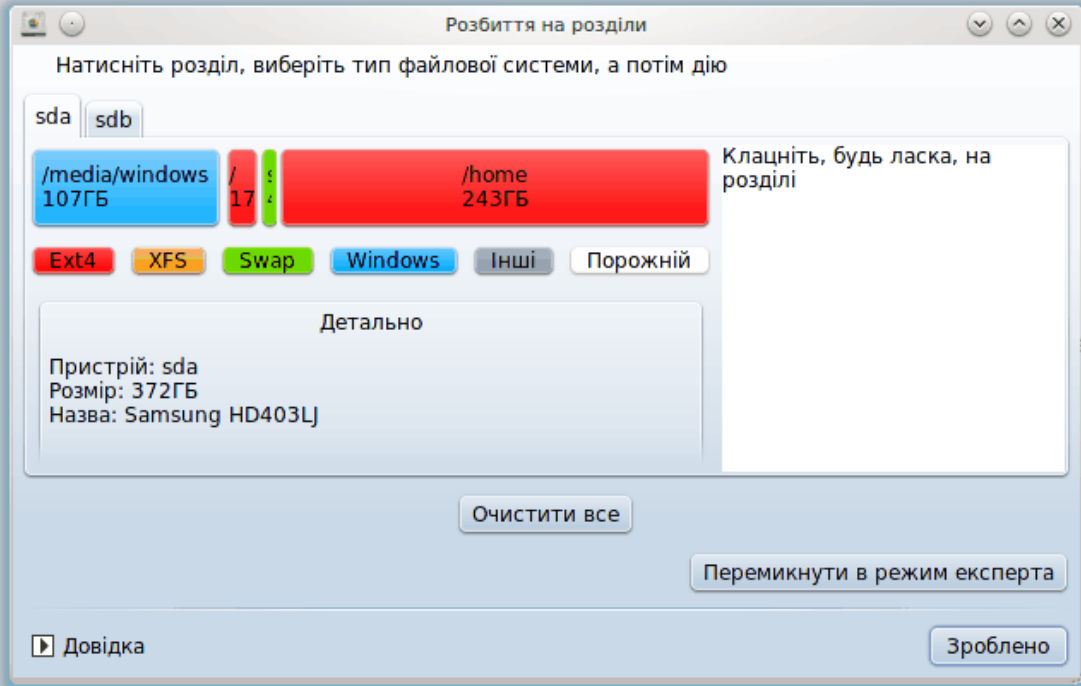 Розбиття на розділи
Натисніть розділ, виберіть тип файлової системи, а потім дію
sda
sdb
/media/windows
107ГБ
/
17
/home
243ГБ
Клацніть, будь ласка, на
розділі
Ext4
XFS
Swap
Windows
Інші
Порожній
Детально
Пристрій: sda
Розмір: 372ГБ
Назва: Samsung HD403LJ
Очистити все
Перемикнути в режим експерта
Довідка
Зроблено